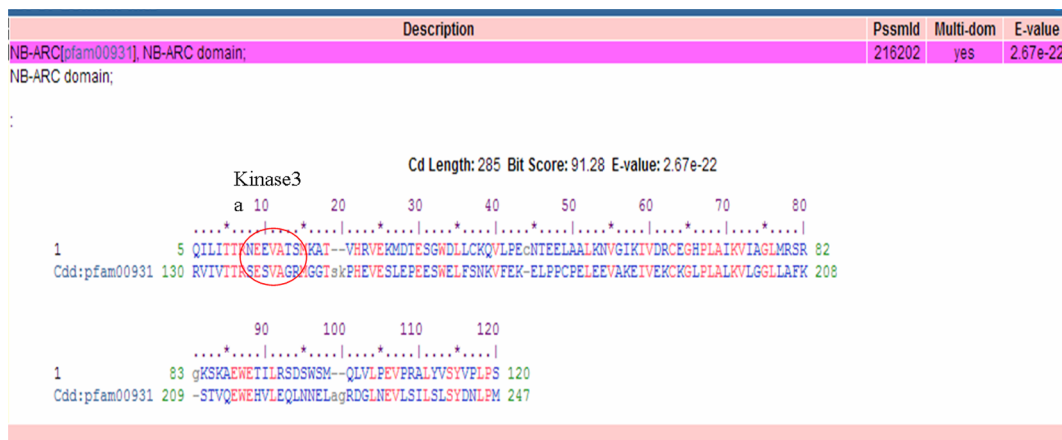 Description PssmId Multi-dom E-value
NB-ARC[pfam00931], NB-ARC domain; 216202 yes 2.67e-22
NB-ARC domain;
:
Cd Length: 285 Bit Score: 91.28 E-value: 2.67e-22
Kinase3
a 10 20 30 40 50 60 70 80
....*....|....*....|....*....|....*....|....*....|....*....|....*....|....*....|
1 5 QILITTRNEEVATSMKAT--VHRVEKMDTESGWDLLCKQVLPEcNTEELAALKNVGIKIVDRCEGHPLAIKVIAGLMRSR 82
Cdd:pfam00931 130 RVIVTTRSESVAGRMGGTskPHEVESLEPEESWELFSNKVFEK-ELPPCPELEEVAKEIVEKCKGLPLALKVLGGLLAFK 208
90 100 110 120
....*....|....*....|....*....|....*....|
1 83 gKSKAEWETILRSDSWSM--QLVLPEVPRALYVSYVPLPS 120
Cdd:pfam00931 209 -STVQEWEHVLEQLNNELagRDGLNEVLSILSLSYDNLPM 247